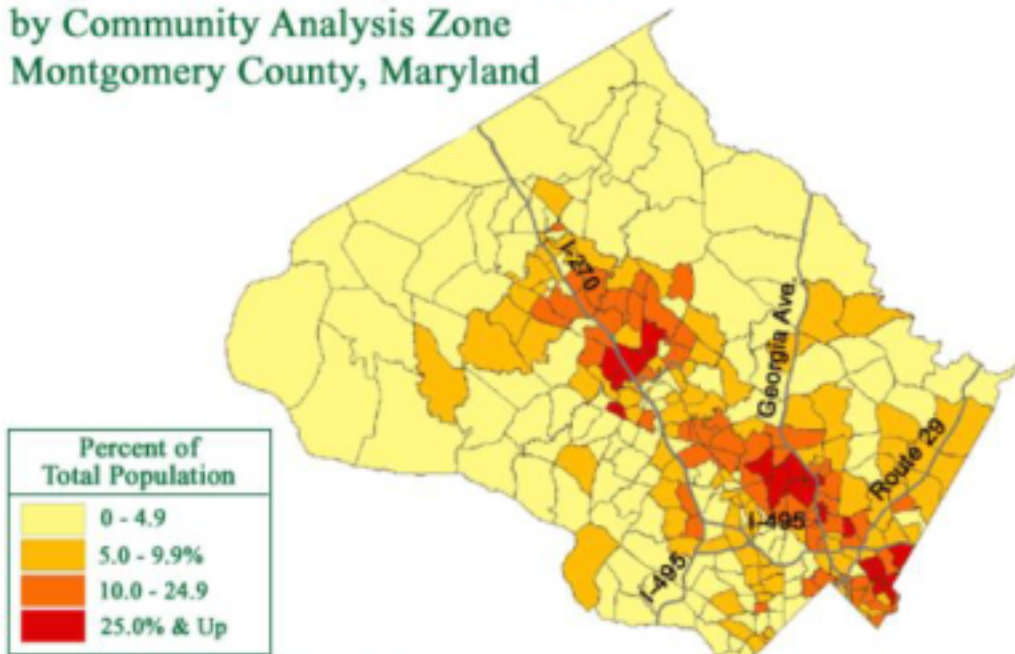 by Community Analysis Zone
Montgomery County, Maryland
I-270
Georgia Ave.
Route 29
I-495
I-495
Percent of
Total Population
0 - 4.9
5.0 - 9.9%
10.0 - 24.9
25.0% & Up